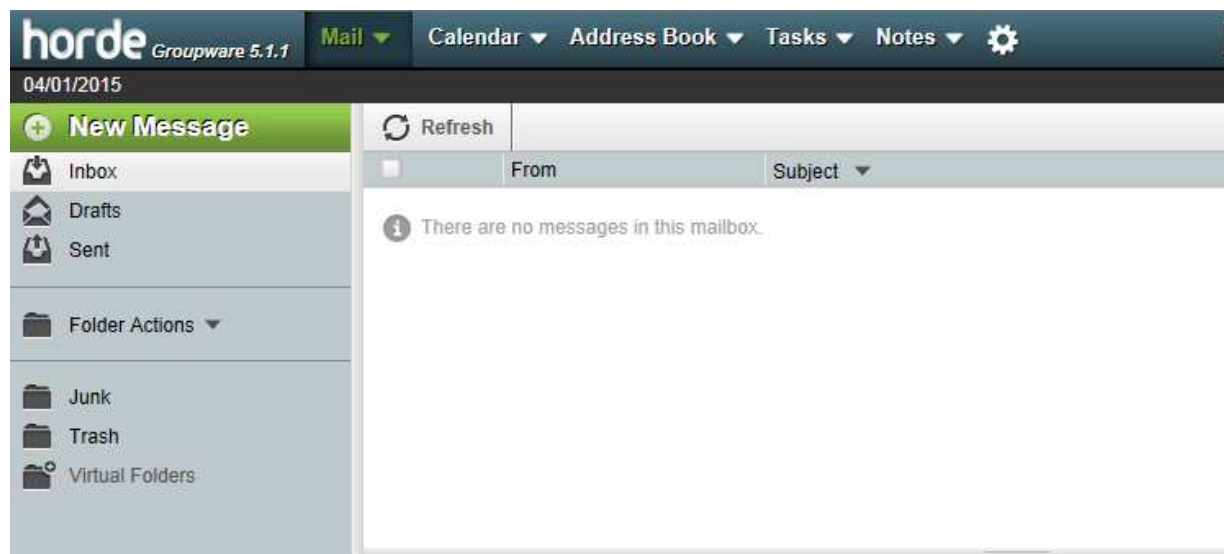 horde Groupware 5.1.1 Mail Calendar Address Book Tasks Notes
04/01/2015
New Message
Refresh
Inbox
From Subject
Drafts
There are no messages in this mailbox.
Sent
Folder Actions
Junk
Trash
Virtual Folders